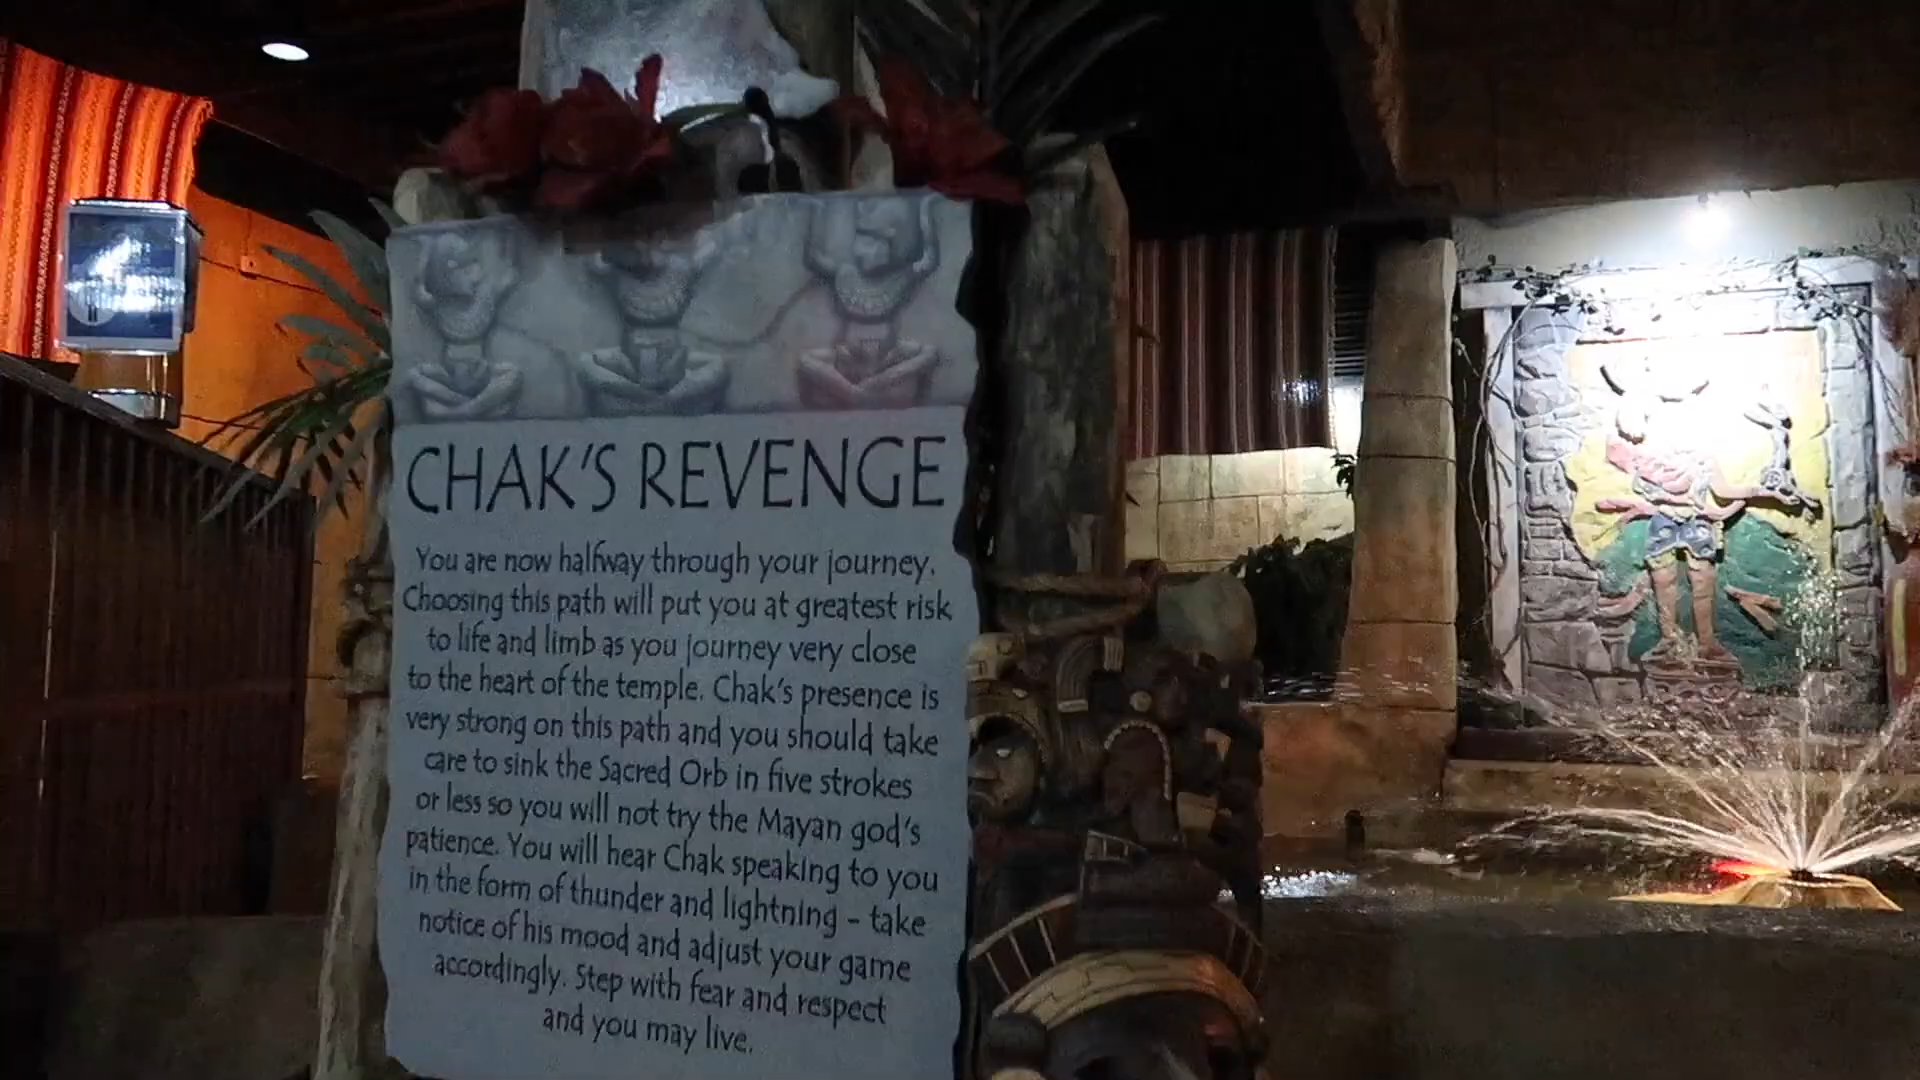 CHAK'S REVENGE
You are now halfway through your journey.
Choosing this path will put you at greatest risk
to life and limb as you journey very close
to the heart of the temple. Chak's presence is
very strong on this path and you should take
care to sink the Sacred Orb in five strokes
or less so you will not try the Mayan god's
patience. You will hear Chak speaking to you
in the form of thunder and lightning – take
notice of his mood and adjust your game
accordingly. Step with fear and respect
and you may live.